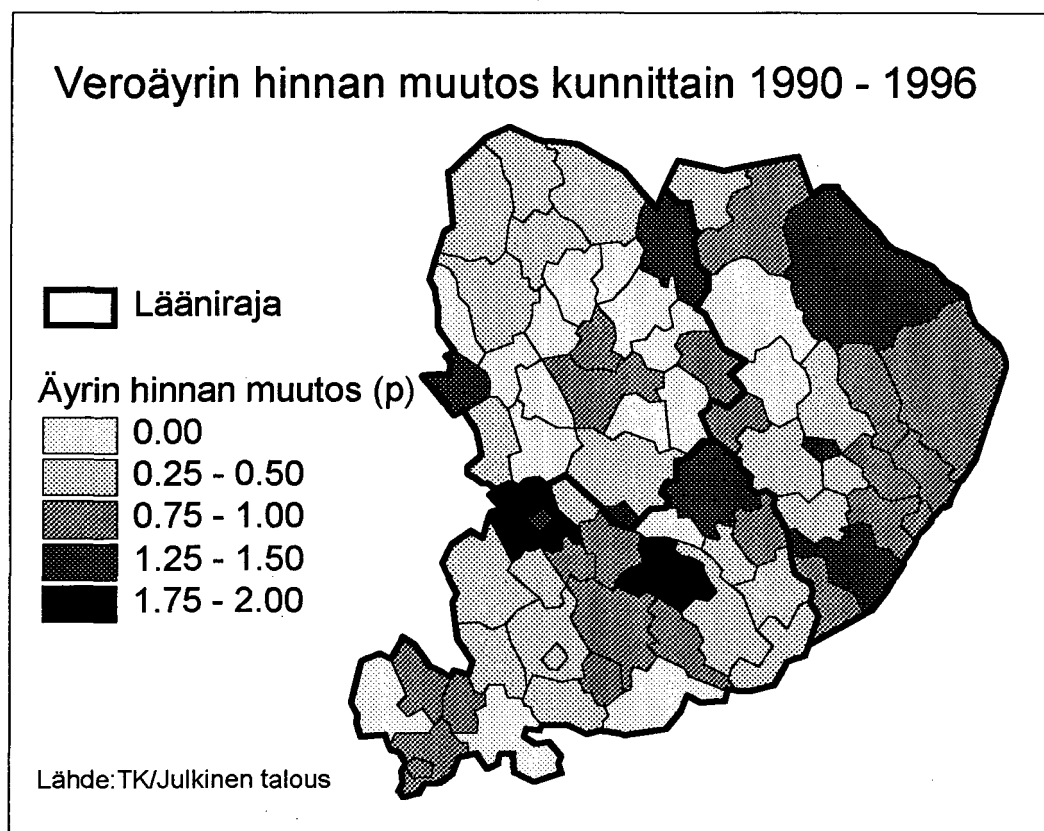 Veroäyrin hinnan muutos kunnittain 1990 - 1996
Lääniraja
Äyrin hinnan muutos (p)
0.00
0.25 - 0.50
0.75 - 1.00
1.25 - 1.50
1.75 - 2.00
Lähde:TK/Julkinen talous